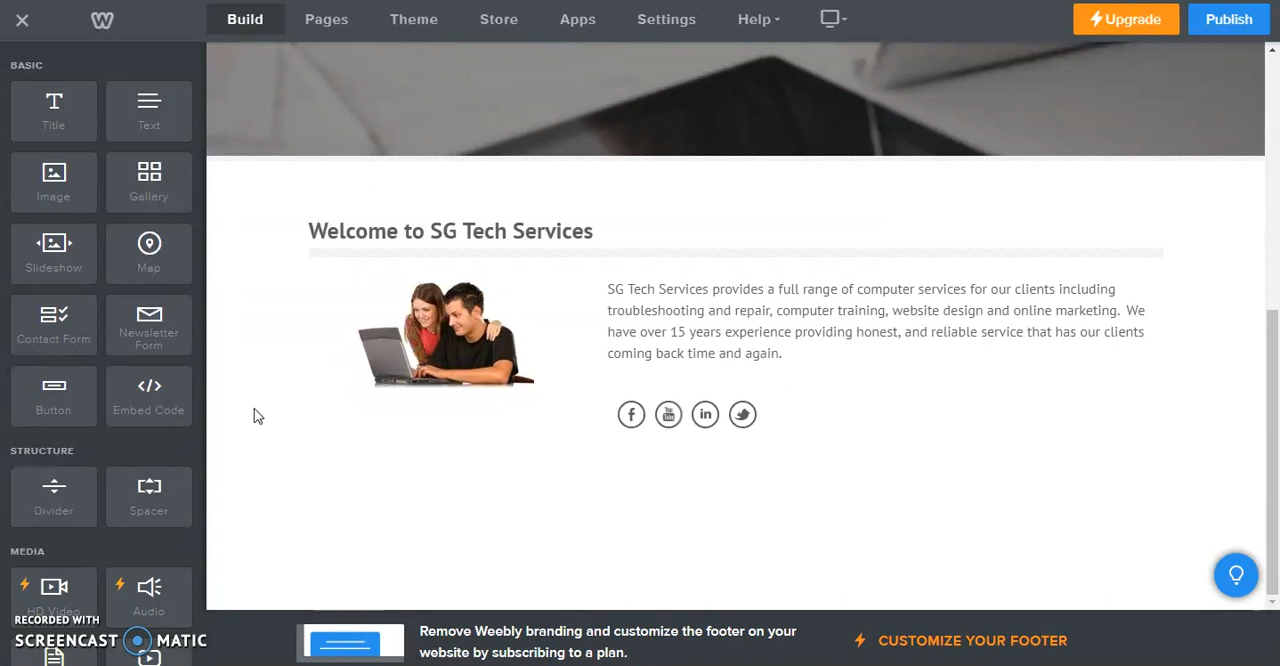 Build Pages Theme Store Apps Settings Help Upgrade Publish
BASIC
Title Text
Image Gallery
Slideshow Map
Contact Form Newsletter Form
Button Embed Code
STRUCTURE
Divider Spacer
MEDIA
HD Video Audio
RECORDED WITH
SCREENCAST MATIC
Welcome to SG Tech Services
SG Tech Services provides a full range of computer services for our clients including
troubleshooting and repair, computer training, website design and online marketing. We
have over 15 years experience providing honest, and reliable service that has our clients
coming back time and again.
f You Tube in
Remove Weebly branding and customize the footer on your
website by subscribing to a plan.
CUSTOMIZE YOUR FOOTER